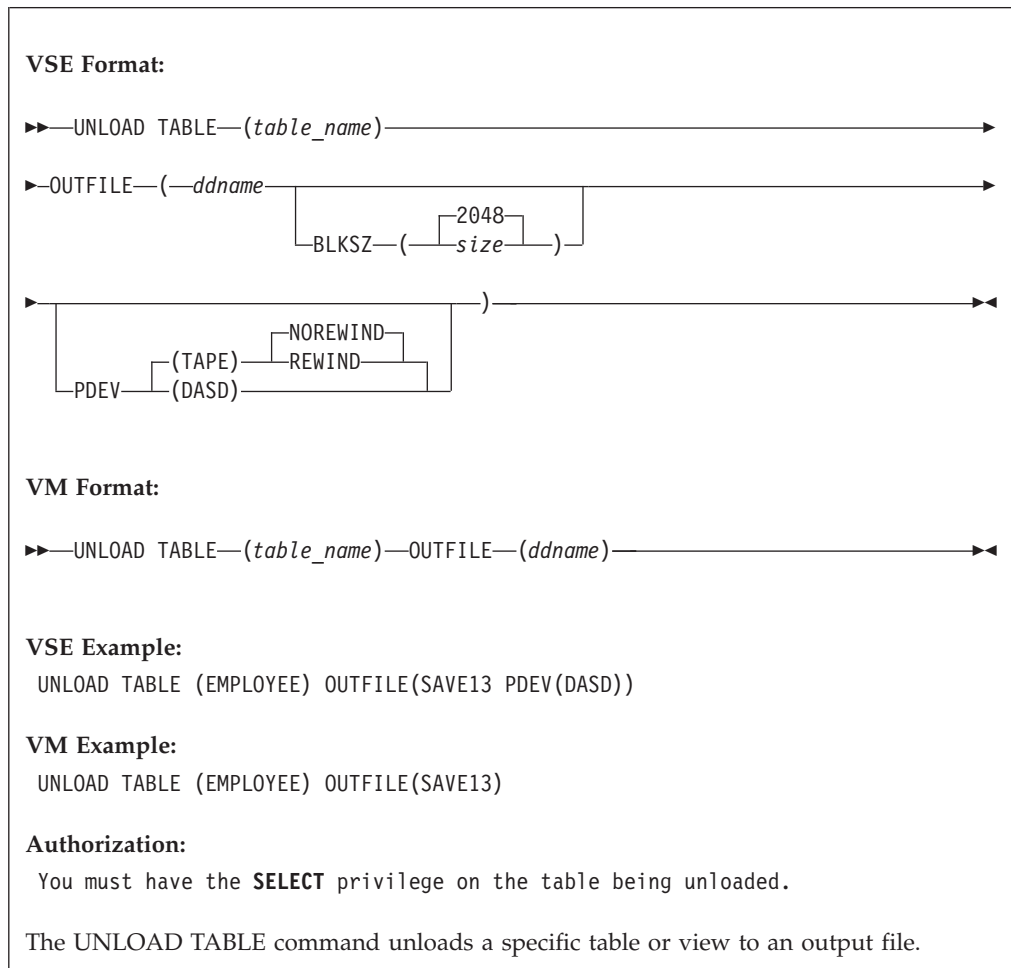 VSE Format:
UNLOAD TABLE (table_name)
OUTFILE ( ddname
2048
BLKSZ ( size )
)
NOREWIND
(TAPE) REWIND
PDEV (DASD)
VM Format:
UNLOAD TABLE (table_name) OUTFILE (ddname)
VSE Example:
UNLOAD TABLE (EMPLOYEE) OUTFILE(SAVE13 PDEV(DASD))
VM Example:
UNLOAD TABLE (EMPLOYEE) OUTFILE(SAVE13)
Authorization:
You must have the SELECT privilege on the table being unloaded.
The UNLOAD TABLE command unloads a specific table or view to an output file.